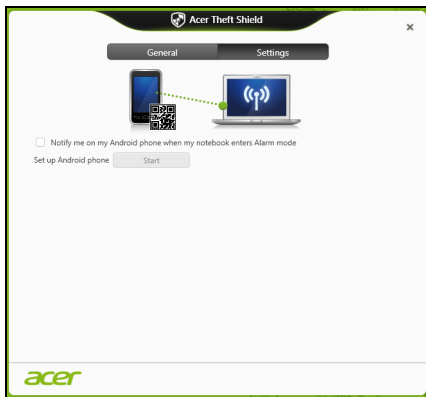 Acer Theft Shield
General Settings
Notify me on my Android phone when my notebook enters Alarm mode
Set up Android phone Start
acer